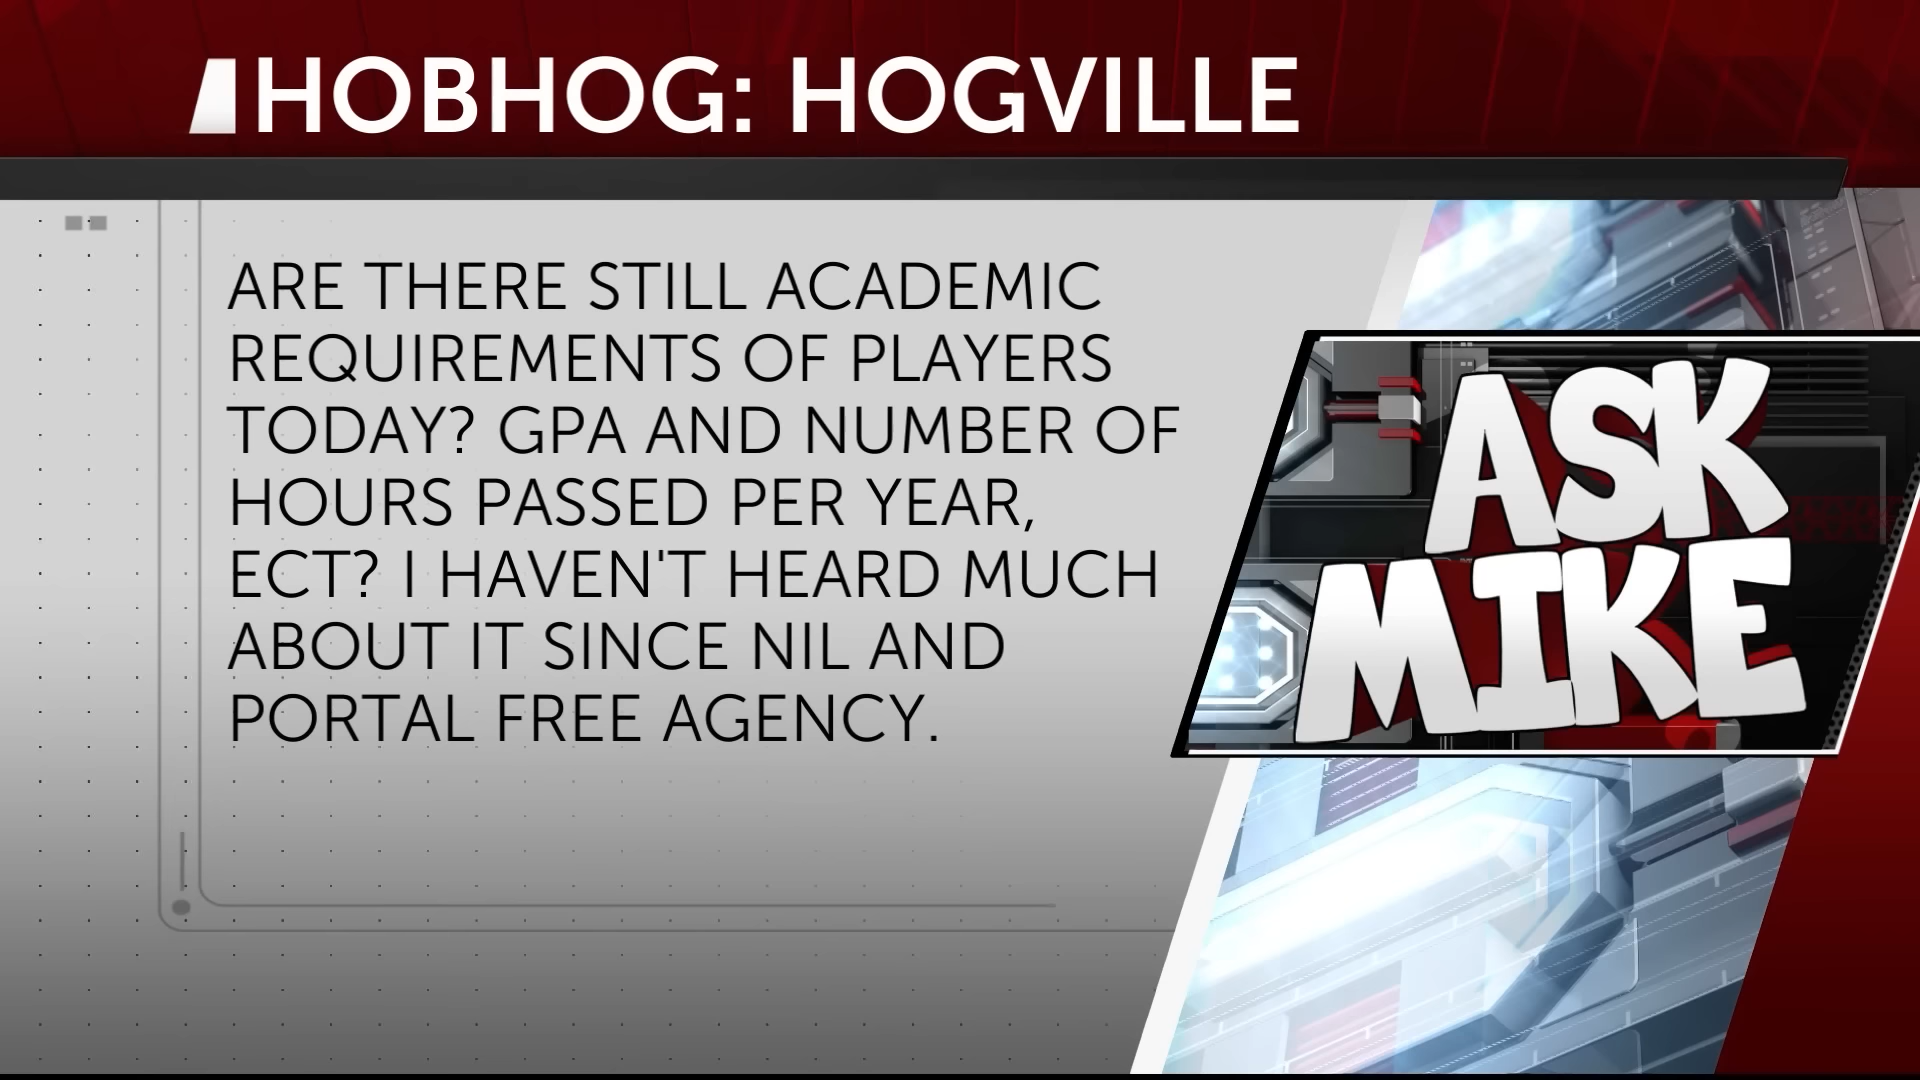 HOBHOG: HOGVILLE
ARE THERE STILL ACADEMIC
REQUIREMENTS OF PLAYERS
TODAY? GPA AND NUMBER OF
HOURS PASSED PER YEAR,
ECT? I HAVEN'T HEARD MUCH
ABOUT IT SINCE NIL AND
PORTAL FREE AGENCY.
ASK
MIKE